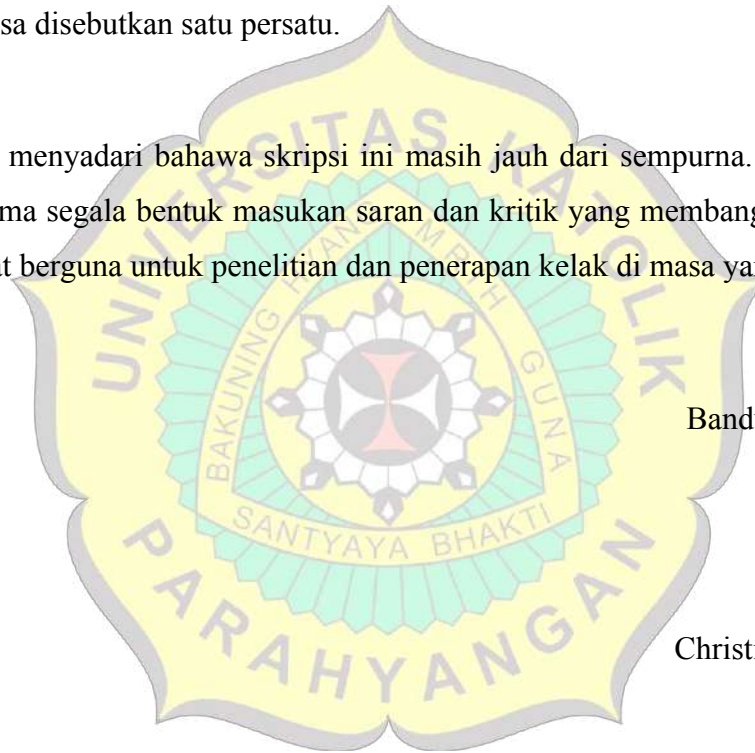 sa disebutkan satu persatu.
menyadari bahawa skripsi ini masih jauh dari sempurna.
ma segala bentuk masukan saran dan kritik yang membang
at berguna untuk penelitian dan penerapan kelak di masa ya
Band
Christ
UNIVERSITAS KATOLIK
BAKUNING HYANG MRIH GUNA
SANTYAYA BHAKTI
PARAHYANGAN